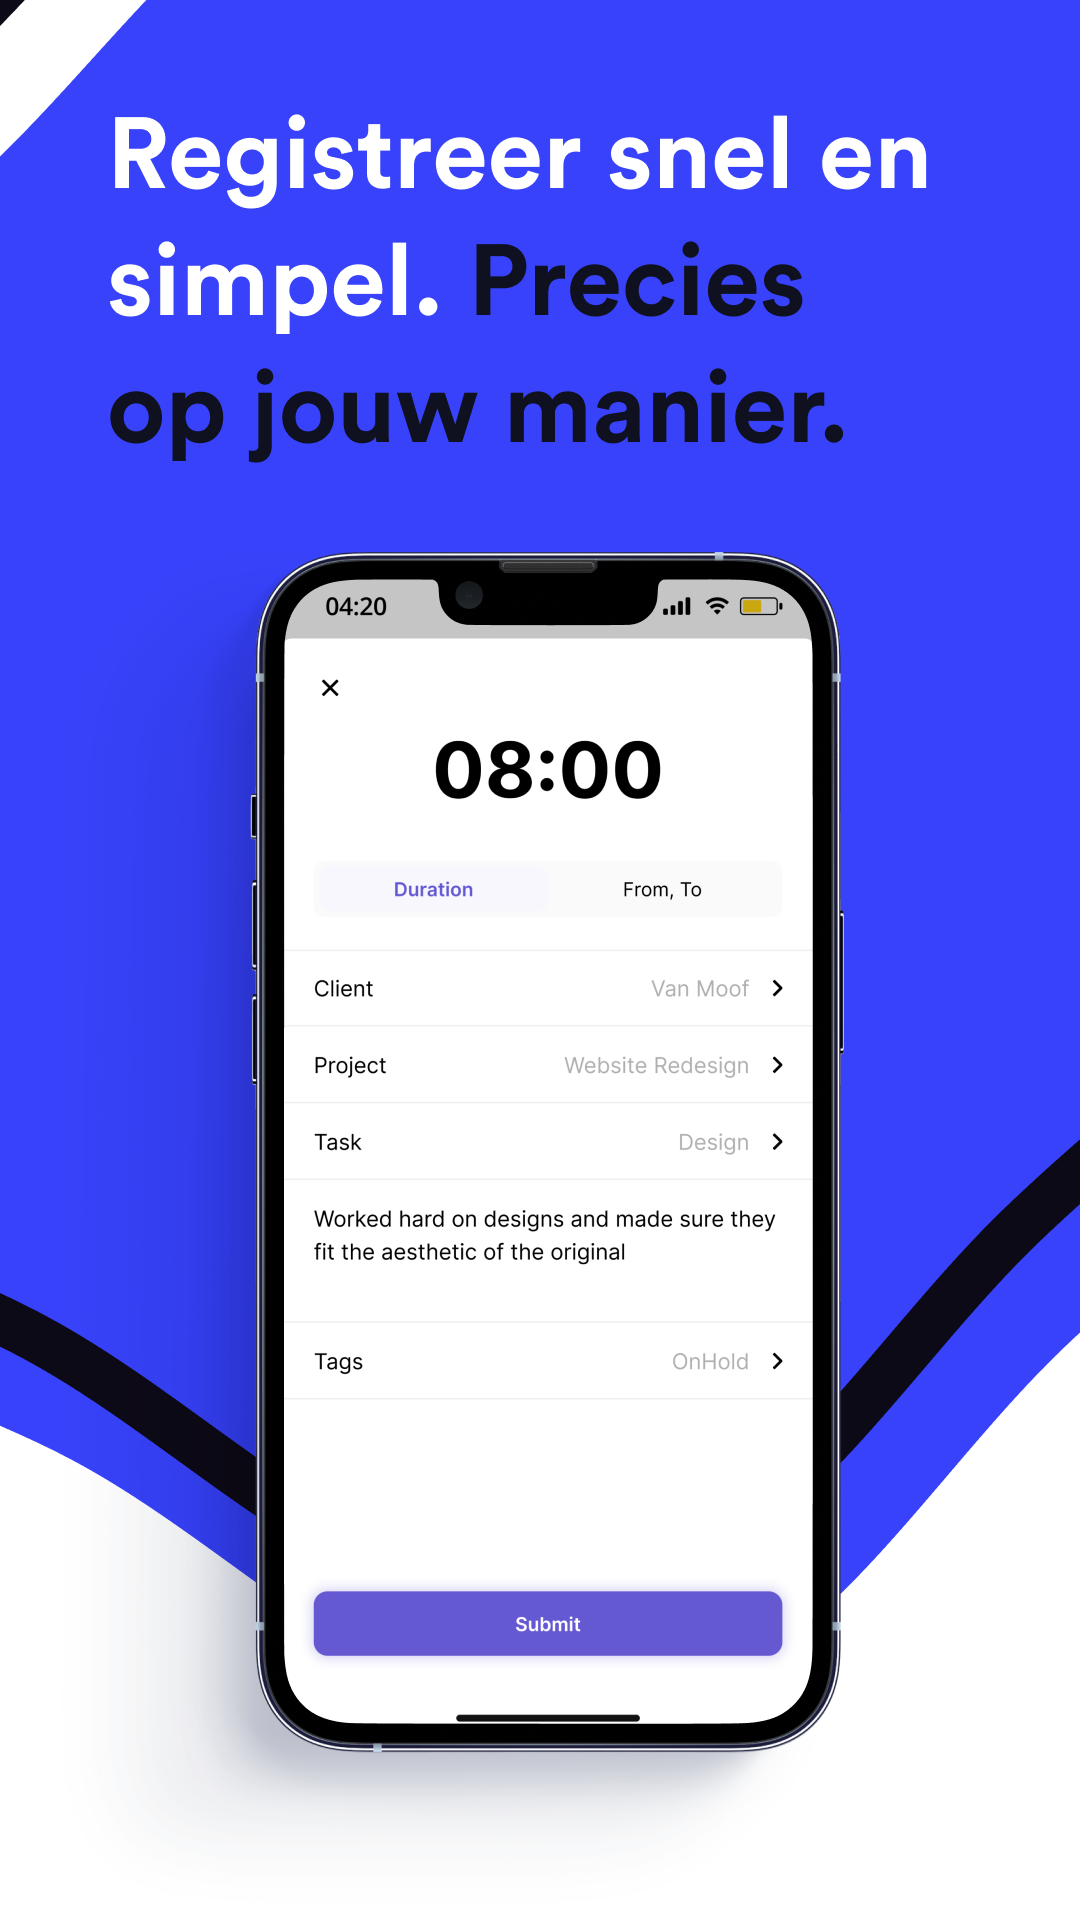 Registreer snel en
simpel. Precies
op jouw manier.
04:20
08:00
Duration
From, To
Client
Van Moof
Project
Website Redesign
Task
Design
Worked hard on designs and made sure they
fit the aesthetic of the original
Tags
OnHold
Submit